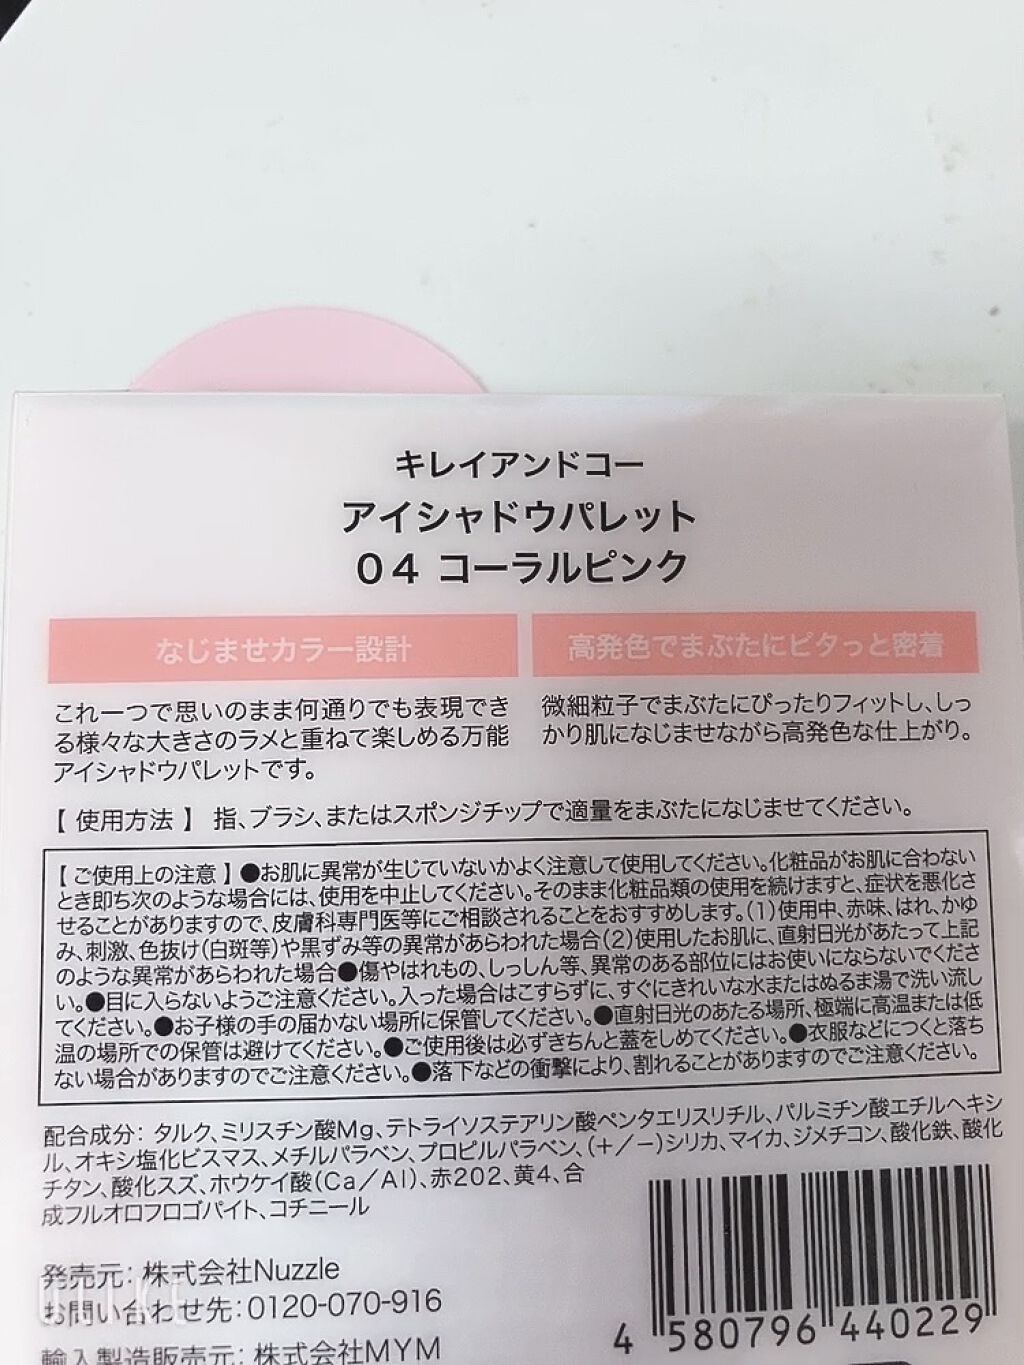 キレイアンドコー
アイシャドウパレット
04 コーラルピンク
なじませカラー設計
高発色でまぶたにピタっと密着
これ一つで思いのまま何通りでも表現でき
る様々な大きさのラメと重ねて楽しめる万能
アイシャドウパレットです。
微細粒子でまぶたにぴったりフィットし、しっ
かり肌になじませながら高発色な仕上がり。
【 使用方法 】 指、ブラシ、またはスポンジチップで適量をまぶたになじませてください。
【 ご使用上の注意 】●お肌に異常が生じていないかよく注意して使用してください。化粧品がお肌に合わない
とき即ち次のような場合には、使用を中止してください。そのまま化粧品類の使用を続けますと、症状を悪化さ
せることがありますので、皮膚科専門医等にご相談されることをおすすめします。(1)使用中、赤味、はれ、かゆ
み、刺激、色抜け(白斑等)や黒ずみ等の異常があらわれた場合(2)使用したお肌に、直射日光があたって上記
のような異常があらわれた場合●傷やはれもの、しっしん等、異常のある部位にはお使いにならないでくださ
い。●目に入らないようご注意ください。入った場合はこすらずに、すぐにきれいな水またはぬるま湯で洗い流し
てください。●お子様の手の届かない場所に保管してください。●直射日光のあたる場所、極端に高温または低
温の場所での保管は避けてください。●ご使用後は必ずきちんと蓋をしめてください。●衣服などにつくと落ち
ない場合がありますのでご注意ください。●落下などの衝撃により、割れることがありますのでご注意ください。
配合成分: タルク、ミリスチン酸Mg、テトライソステアリン酸ペンタエリスリチル、パルミチン酸エチルヘキシ
ル、オキシ塩化ビスマス、メチルパラベン、プロピルパラベン、(+/-)シリカ、マイカ、ジメチコン、酸化鉄、酸化
チタン、酸化スズ、ホウケイ酸(Ca/Al)、赤202、黄4、合
成フルオロフロゴパイト、コチニール
発売元: 株式会社Nuzzle
お問い合わせ先:0120-070-916
輸入製造販売元: 株式会社MYM
4 580796 440229